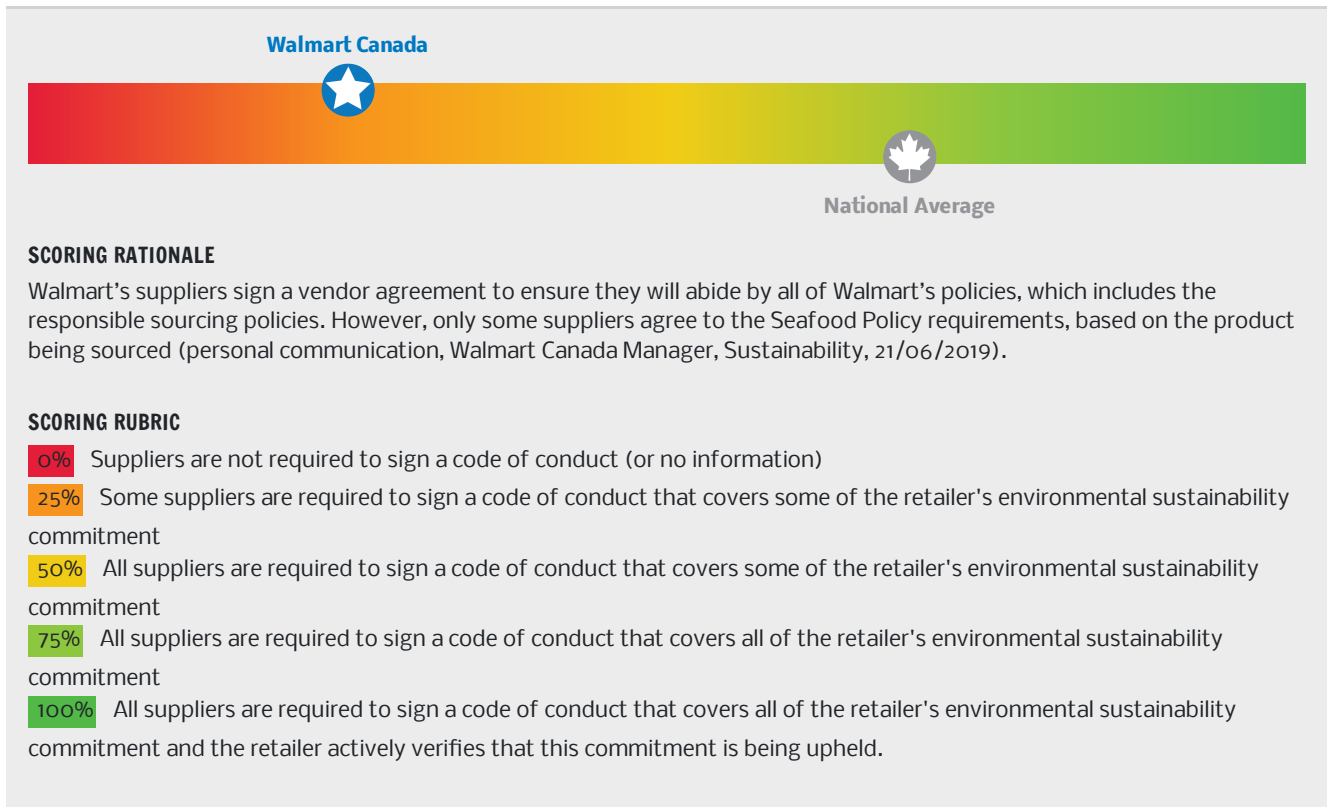 Walmart Canada
National Average
SCORING RATIONALE
Walmart’s suppliers sign a vendor agreement to ensure they will abide by all of Walmart’s policies, which includes the
responsible sourcing policies. However, only some suppliers agree to the Seafood Policy requirements, based on the product
being sourced (personal communication, Walmart Canada Manager, Sustainability, 21/06/2019).
SCORING RUBRIC
0% Suppliers are not required to sign a code of conduct (or no information)
25% Some suppliers are required to sign a code of conduct that covers some of the retailer's environmental sustainability
commitment
50% All suppliers are required to sign a code of conduct that covers some of the retailer's environmental sustainability
commitment
75% All suppliers are required to sign a code of conduct that covers all of the retailer's environmental sustainability
commitment
100% All suppliers are required to sign a code of conduct that covers all of the retailer's environmental sustainability
commitment and the retailer actively verifies that this commitment is being upheld.